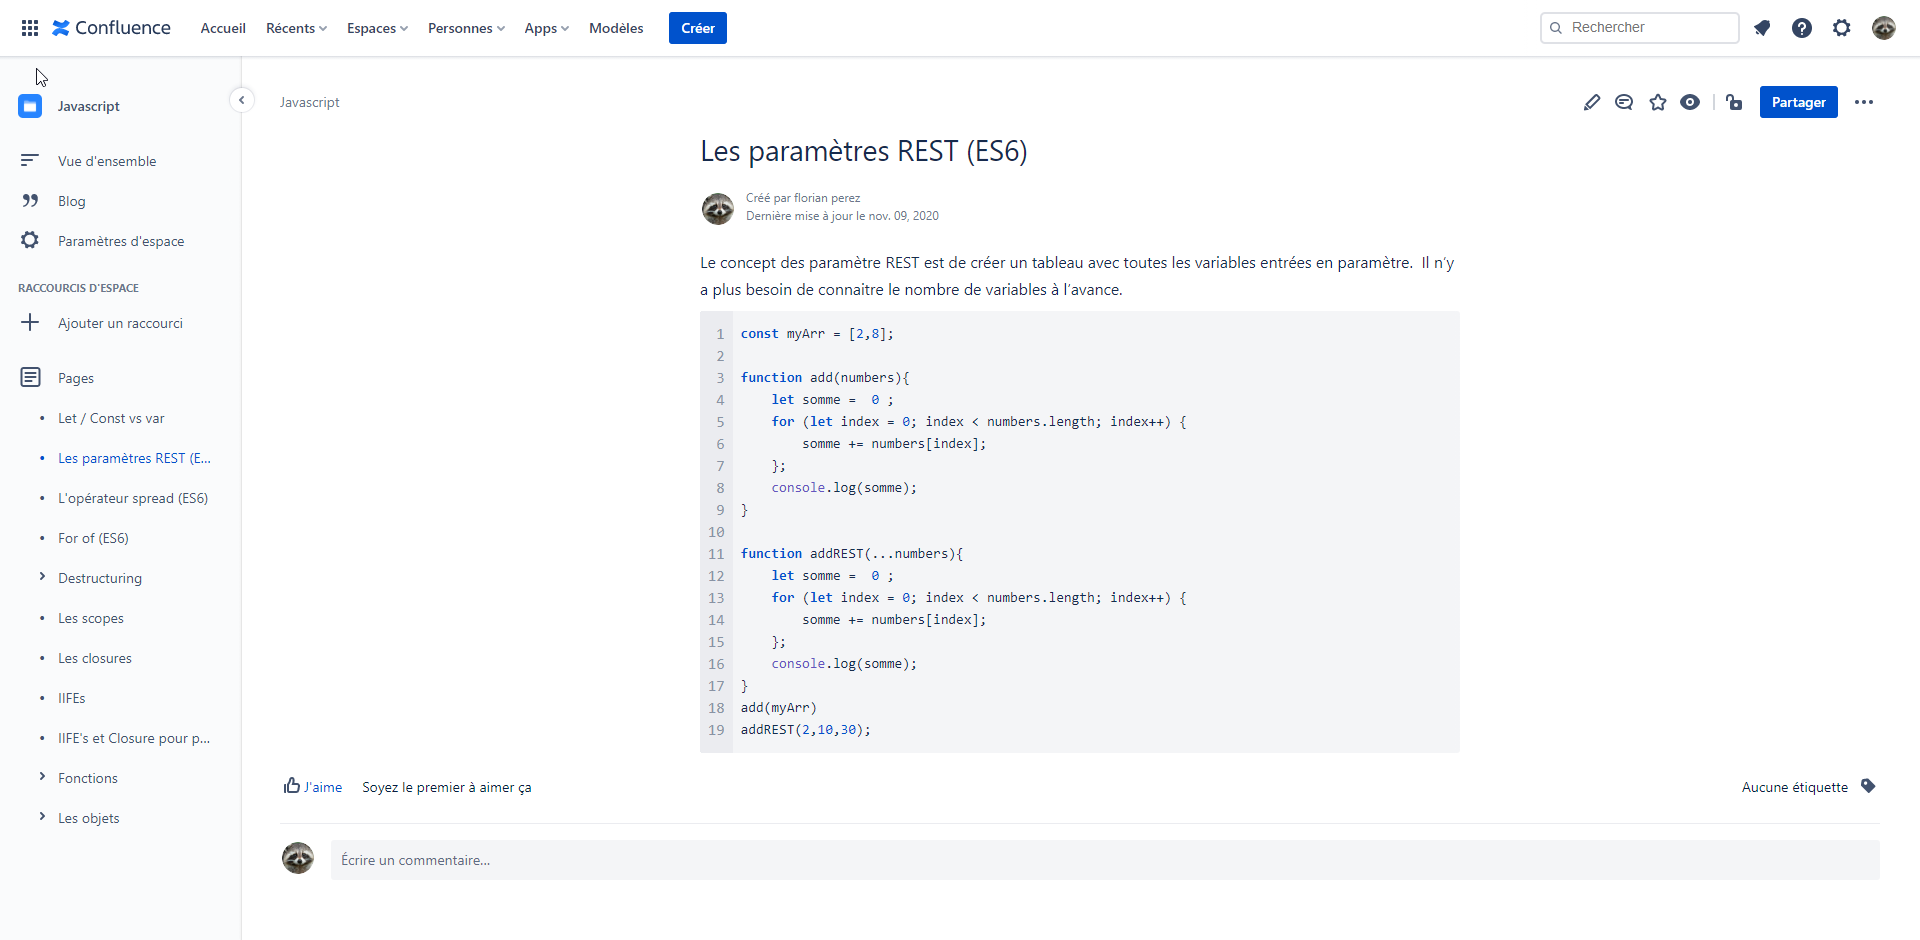 Confluence Accueil Récents Espaces Personnes Apps Modèles Créer Rechercher
Javascript
Vue d'ensemble
Blog
Paramètres d'espace
RACCOURCIS D'ESPACE
Ajouter un raccourci
Pages
• Let / Const vs var
• Les paramètres REST (E...
• L'opérateur spread (ES6)
• For of (ES6)
Destructuring
• Les scopes
• Les closures
• IIFEs
• IIFE's et Closure pour p...
Fonctions
Les objets
Javascript
Partager
Les paramètres REST (ES6)
Créé par florian perez
Dernière mise à jour le nov. 09, 2020
Le concept des paramètre REST est de créer un tableau avec toutes les variables entrées en paramètre.  Il n'y
a plus besoin de connaitre le nombre de variables à l'avance.
1 const myArr = [2,8];
2
3 function add(numbers){
4     let somme =  0 ;
5     for (let index = 0; index < numbers.length; index++) {
6         somme += numbers[index];
7     };
8     console.log(somme);
9 }
10
11 function addREST(...numbers){
12     let somme =  0 ;
13     for (let index = 0; index < numbers.length; index++) {
14         somme += numbers[index];
15     };
16     console.log(somme);
17 }
18 add(myArr)
19 addREST(2,10,30);
J'aime Soyez le premier à aimer ça
Aucune étiquette
Écrire un commentaire...